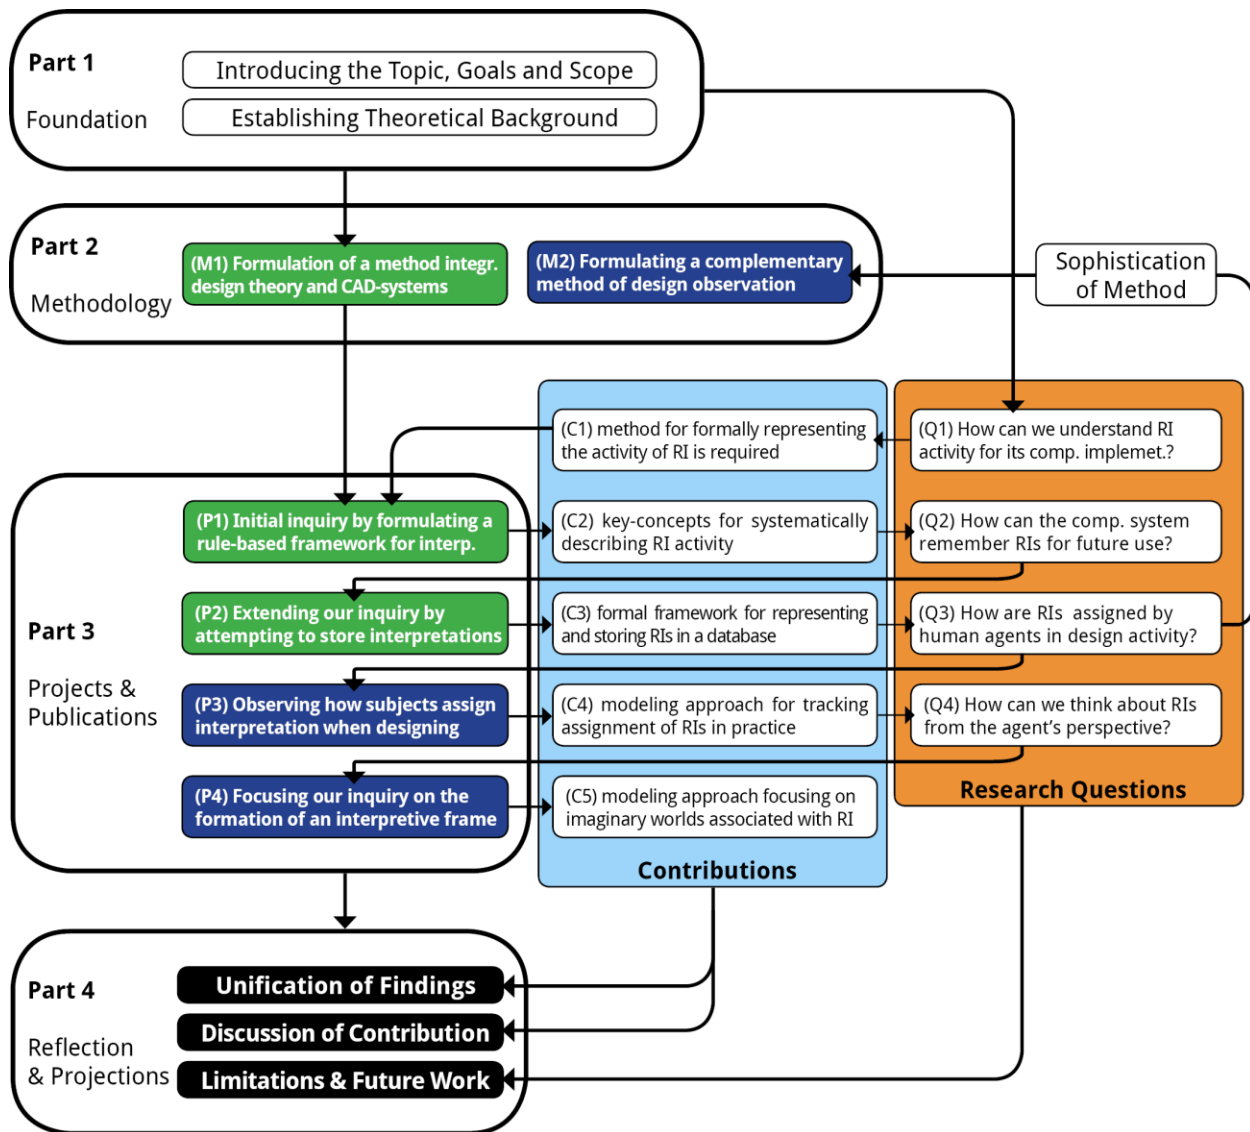 Part 1
Foundation
Introducing the Topic, Goals and Scope
Establishing Theoretical Background
Part 2
Methodology
(M1) Formulation of a method integr.
design theory and CAD-systems
(M2) Formulating a complementary
method of design observation
Sophistication
of Method
(C1) method for formally representing
the activity of RI is required
(Q1) How can we understand RI
activity for its comp. implemet.?
Part 3
Projects &
Publications
(P1) Initial inquiry by formulating a
rule-based framework for interp.
(C2) key-concepts for systematically
describing RI activity
(Q2) How can the comp. system
remember RIs for future use?
(P2) Extending our inquiry by
attempting to store interpretations
(C3) formal framework for representing
and storing RIs in a database
(Q3) How are RIs assigned by
human agents in design activity?
(P3) Observing how subjects assign
interpretation when designing
(C4) modeling approach for tracking
assignment of RIs in practice
(Q4) How can we think about RIs
from the agent's perspective?
(P4) Focusing our inquiry on the
formation of an interpretive frame
(C5) modeling approach focusing on
imaginary worlds associated with RI
Research Questions
Contributions
Part 4
Reflection
& Projections
Unification of Findings
Discussion of Contribution
Limitations & Future Work